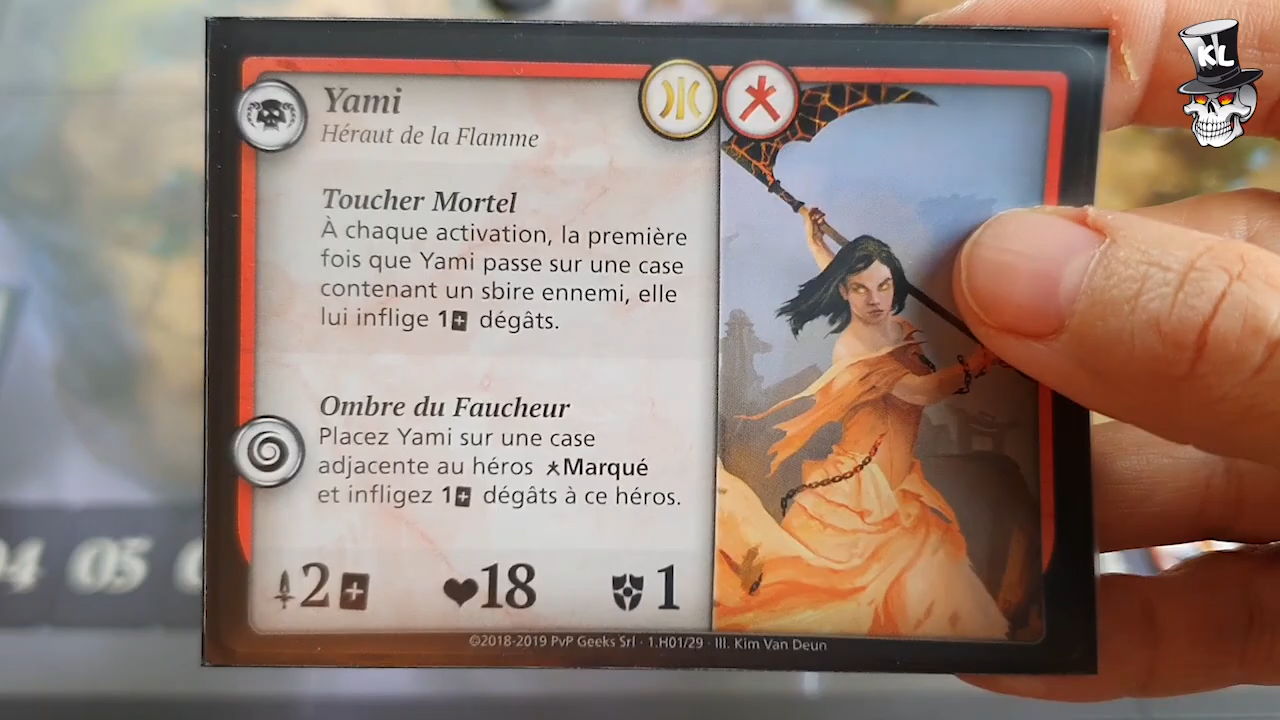 KL
Yami
Héraut de la Flamme
Toucher Mortel
À chaque activation, la première
fois que Yami passe sur une case
contenant un sbire ennemi, elle
lui inflige 1+ dégâts.
Ombre du Faucheur
Placez Yami sur une case
adjacente au héros Marqué
et infligez 1+ dégâts à ce héros.
2+ 18 1
©2018-2019 PvP Geeks Srl · 1.H01/29 · Ill. Kim Van Deun
04 05